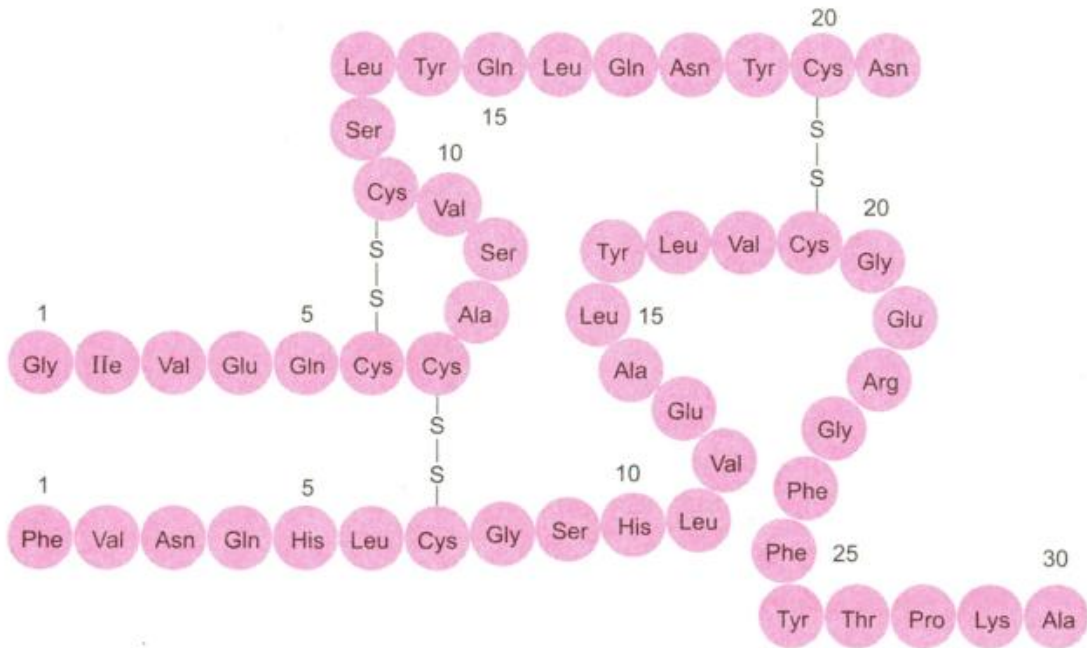 20
Leu Tyr Gln Leu Gln Asn Tyr Cys Asn
15
Ser
S
10
S
Cys Val
20
Ser
Tyr Leu Val Cys Gly
S
S
Ala
Leu 15
Glu
1 5
Gly IIe Val Glu Gln Cys Cys
Ala
Arg
Glu
Gly
S
Val
S
Phe
1 5 10
Phe Val Asn Gln His Leu Cys Gly Ser His Leu
Phe 25
30
Tyr Thr Pro Lys Ala